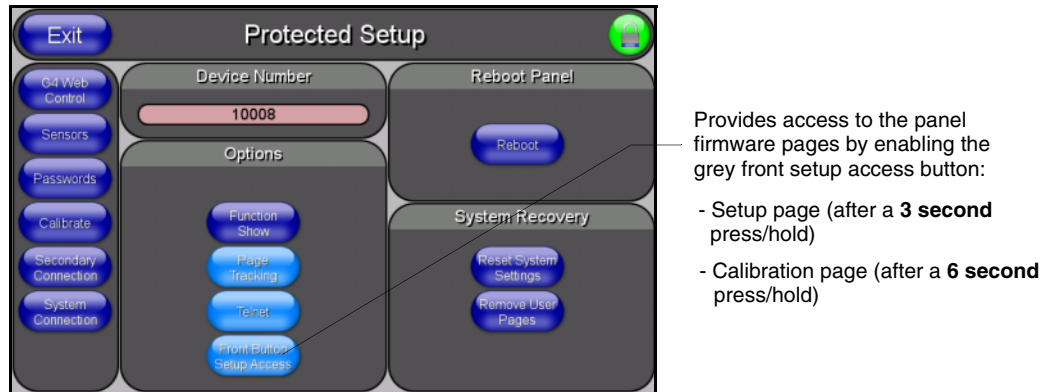 Exit
Protected Setup
G4 Web
Control
Sensors
Passwords
Calibrate
Secondary
Connection
System
Connection
Device Number
10008
Options
Function
Show
Page
Tracking
Telnet
Front Button
Setup Access
Reboot Panel
Reboot
System Recovery
Reset System
Settings
Remove User
Pages
Provides access to the panel
firmware pages by enabling the
grey front setup access button:
- Setup page (after a 3 second
press/hold)
- Calibration page (after a 6 second
press/hold)